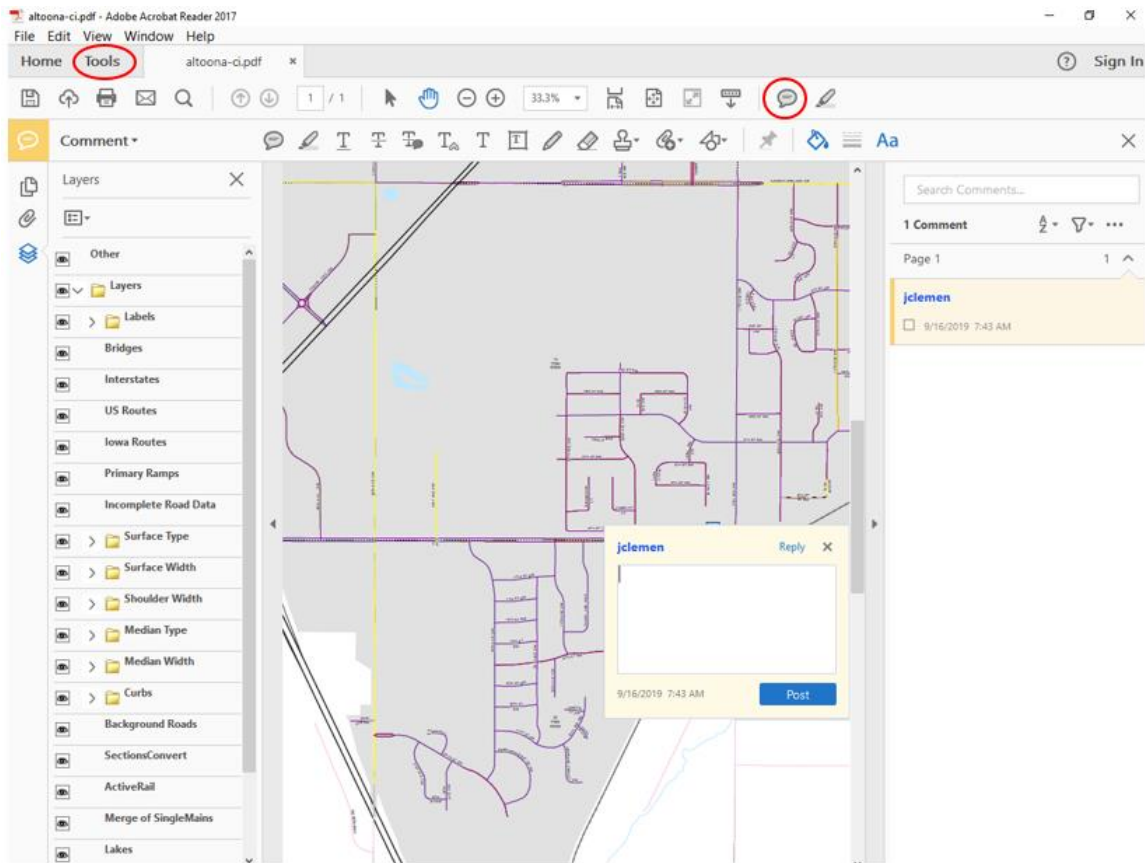 altoona-ci.pdf - Adobe Acrobat Reader 2017
File Edit View Window Help
Home Tools altoona-ci.pdf × ? Sign In
1 / 1 33.3%
Comment Aa
Layers
Other
Layers
Labels
Bridges
Interstates
US Routes
Iowa Routes
Primary Ramps
Incomplete Road Data
Surface Type
Surface Width
Shoulder Width
Median Type
Median Width
Curbs
Background Roads
SectionsConvert
ActiveRail
Merge of SingleMains
Lakes
jclemen Reply
9/16/2019 7:43 AM Post
Search Comments...
1 Comment
Page 1 1
jclemen
9/16/2019 7:43 AM